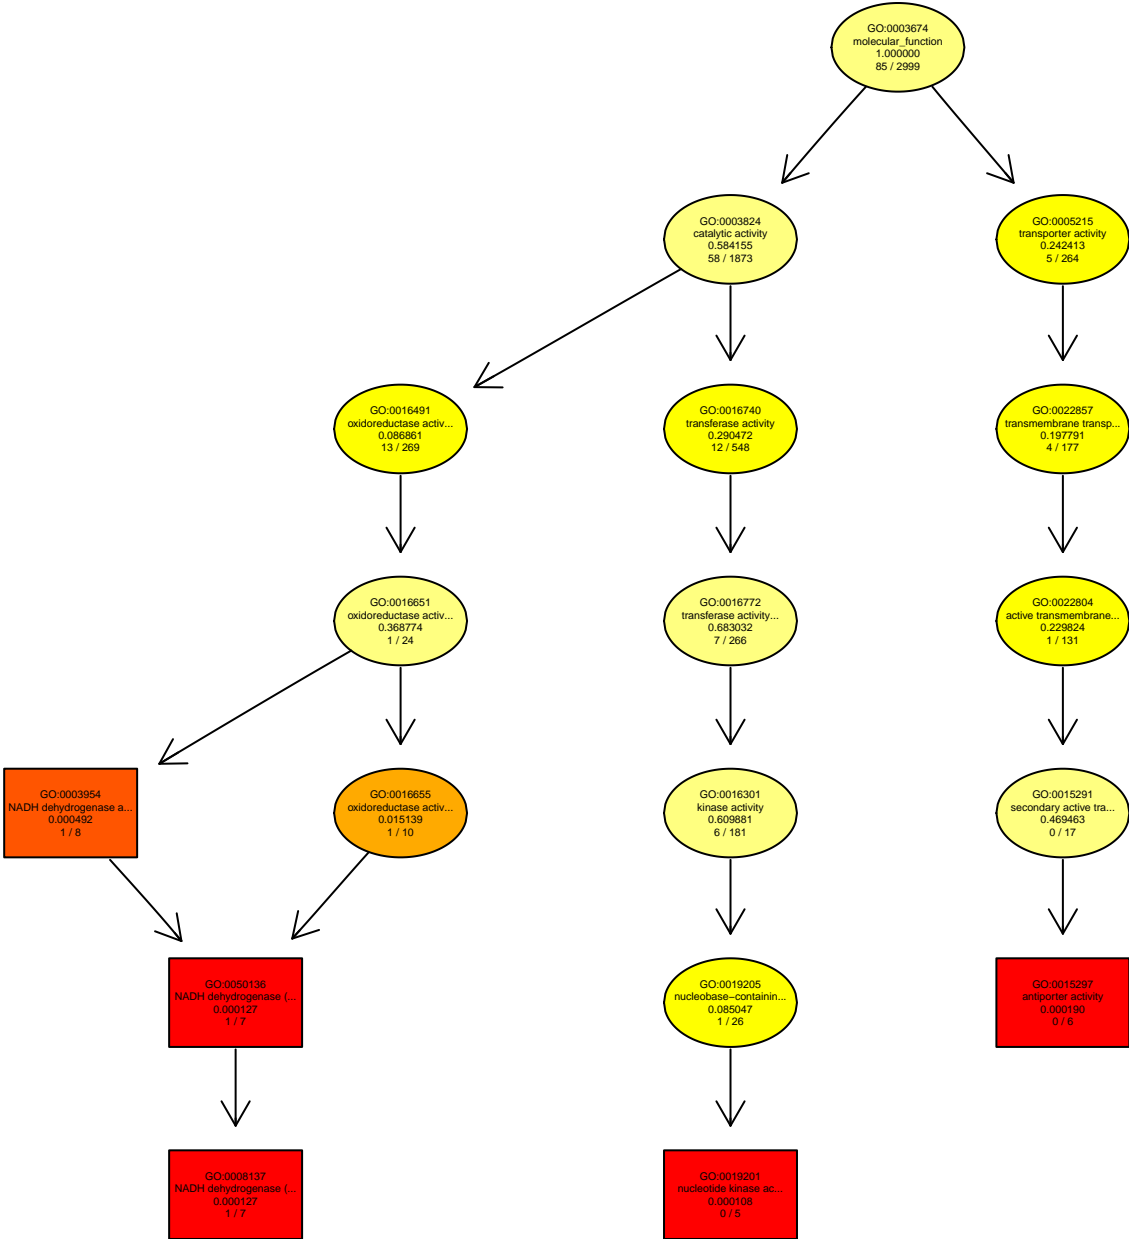 GO:0003674
molecular_function
1.000000
85 / 2999
GO:0003824
catalytic activity
0.584155
58 / 1873
GO:0005215
transporter activity
0.242413
5 / 264
GO:0016491
oxidoreductase activ...
0.086861
13 / 269
GO:0016740
transferase activity
0.290472
12 / 548
GO:0022857
transmembrane transp...
0.197791
4 / 177
GO:0016651
oxidoreductase activ...
0.368774
1 / 24
GO:0016772
transferase activity...
0.683032
7 / 266
GO:0022804
active transmembrane...
0.229824
1 / 131
GO:0003954
NADH dehydrogenase a...
0.000492
1 / 8
GO:0016655
oxidoreductase activ...
0.015139
1 / 10
GO:0016301
kinase activity
0.609881
6 / 181
GO:0015291
secondary active tra...
0.469463
0 / 17
GO:0050136
NADH dehydrogenase (...
0.000127
1 / 7
GO:0019205
nucleobase−containin...
0.085047
1 / 26
GO:0015297
antiporter activity
0.000190
0 / 6
GO:0008137
NADH dehydrogenase (...
0.000127
1 / 7
GO:0019201
nucleotide kinase ac...
0.000108
0 / 5